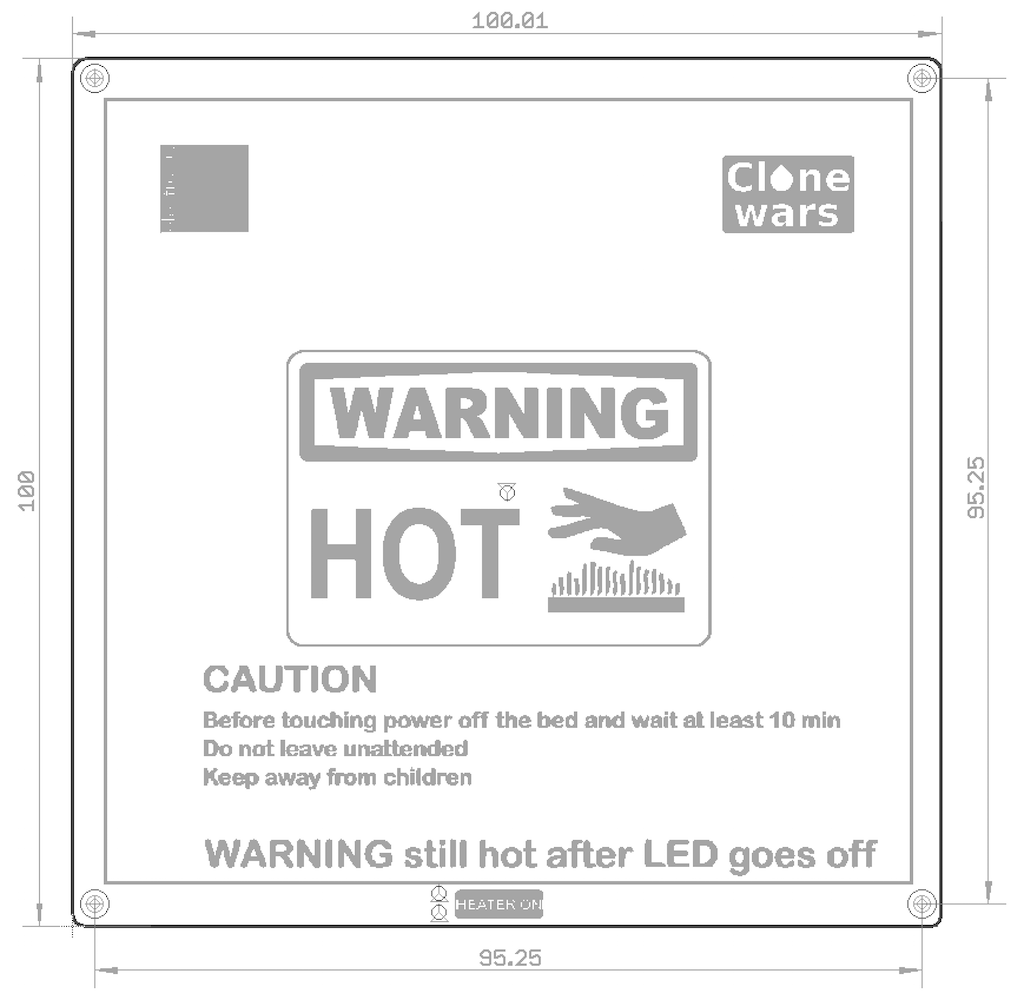 100.01
Clone
wars
WARNING
100
95.25
HOT
CAUTION
Before touching power off the bed and wait at least 10 min
Do not leave unattended
Keep away from children
WARNING still hot after LED goes off
HEATER ON
95.25